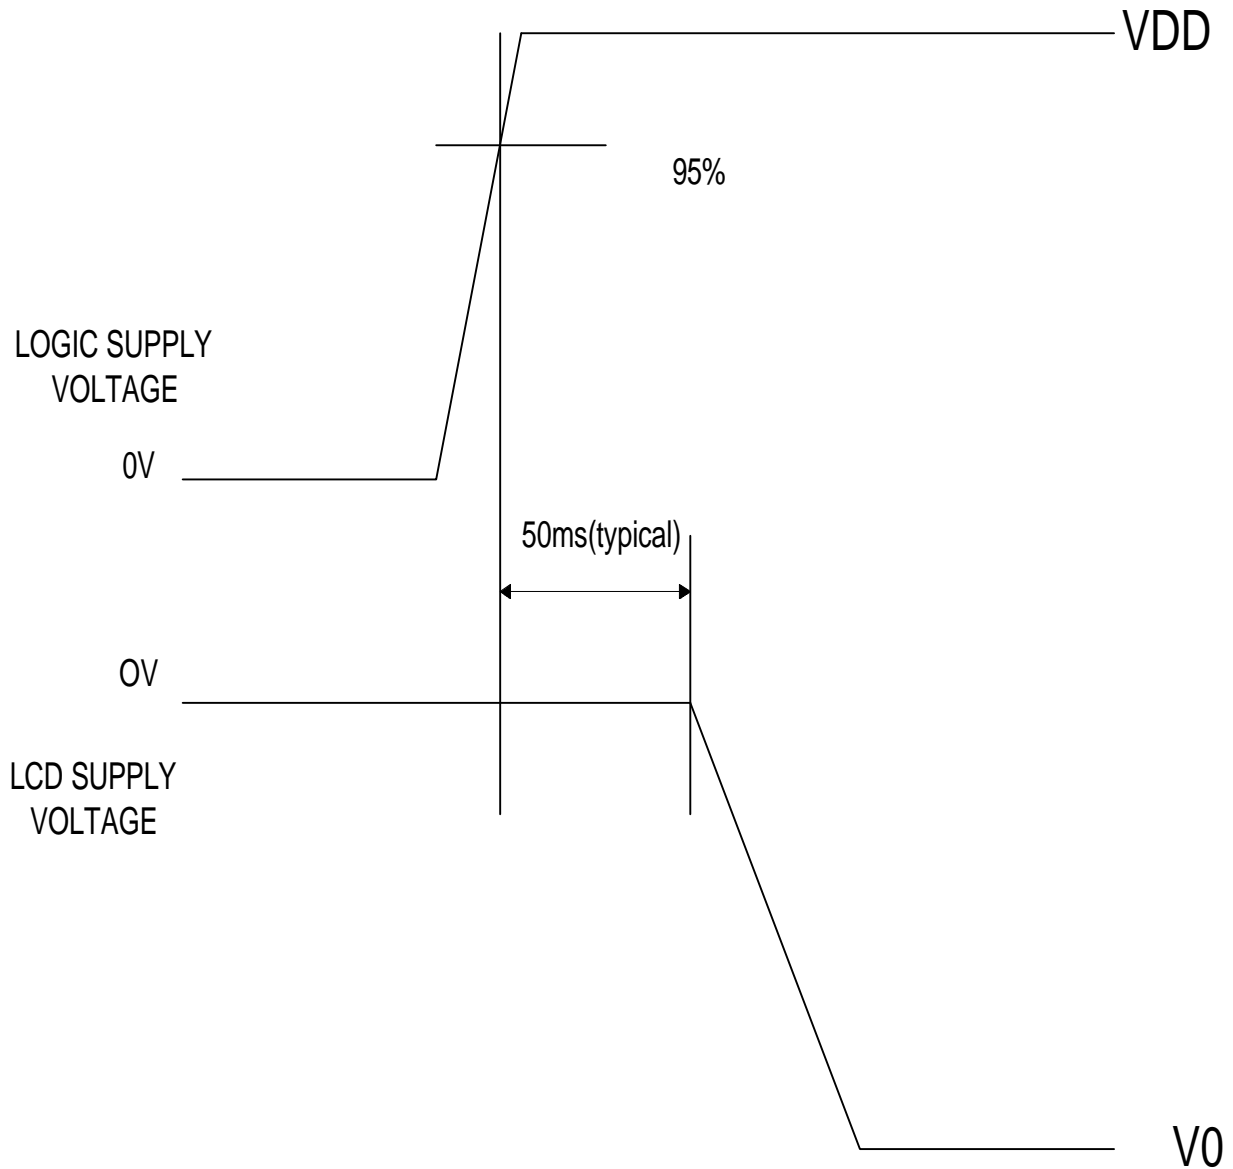 VDD
95%
LOGIC SUPPLY
VOLTAGE
0V
50ms(typical)
OV
LCD SUPPLY
VOLTAGE
V0